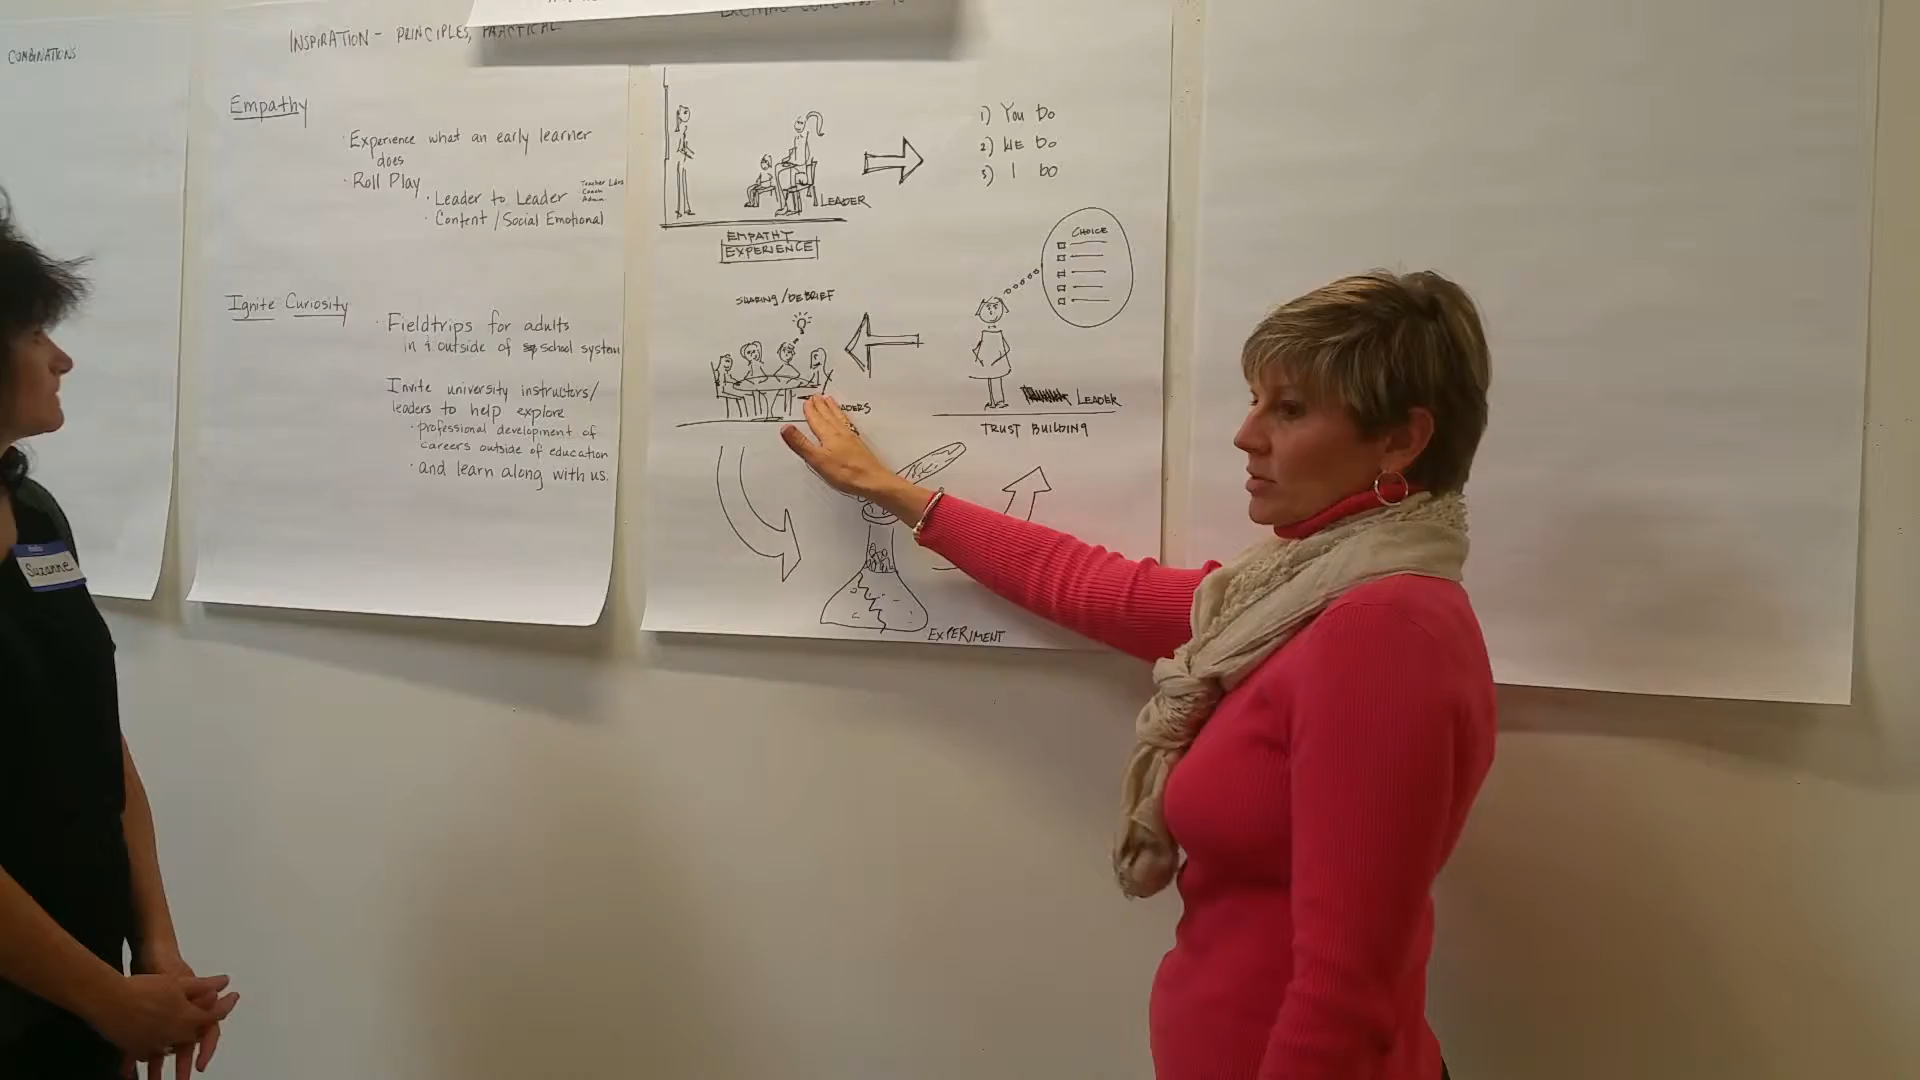 COMBINATIONS
INSPIRATION - PRINCIPLES, PRACTICAL
Empathy
· Experience what an early learner
does
· Roll Play
· Leader to Leader
Teacher Ldrs
Coach
Admin
· Content / Social Emotional
Ignite Curiosity
· Fieldtrips for adults
in & outside of school system
Invite university instructors/
leaders to help explore
· professional development of
careers outside of education
· and learn along with us.
LEADER
EMPATHY
EXPERIENCE
1) YOU DO
2) WE DO
3) I DO
CHOICE
LEADER
TRUST BUILDING
SHARING/DEBRIEF
EXPERIMENT
Suzanne